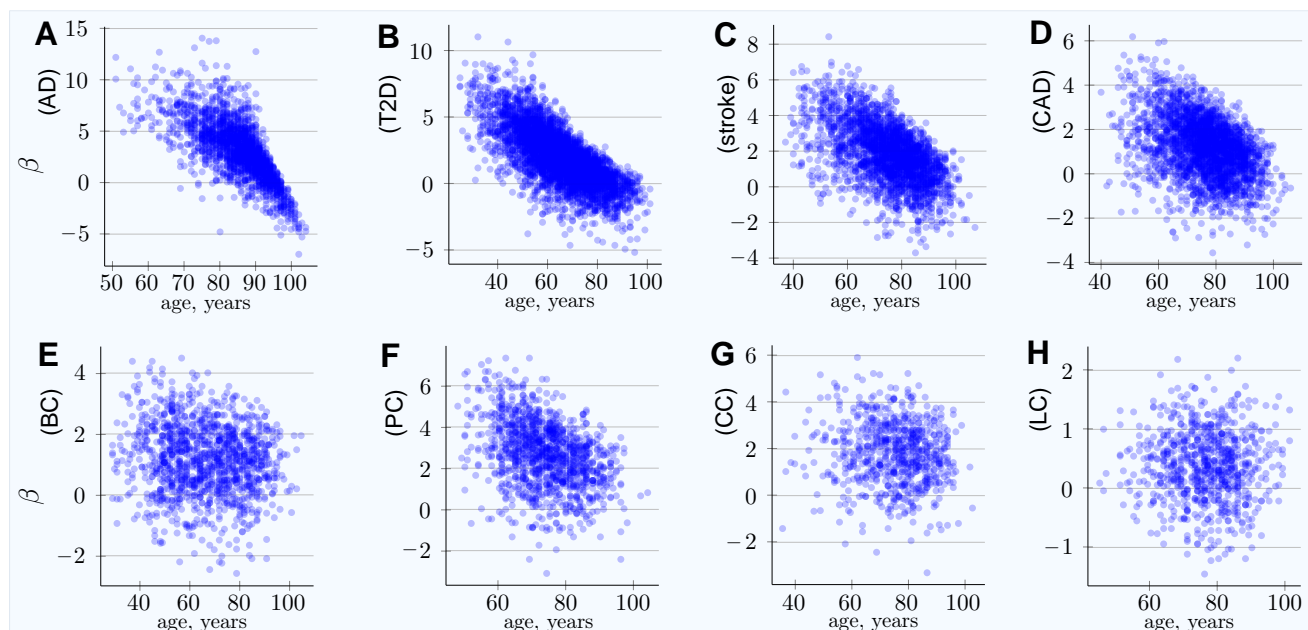 A
(AD)
β
15
10
5
0
−5
50 60 70 80 90 100
age, years
B
(T2D)
10
5
0
−5
40 60 80 100
age, years
C
(stroke)
8
6
4
2
0
−2
−4
40 60 80 100
age, years
D
(CAD)
6
4
2
0
−2
−4
40 60 80 100
age, years
E
(BC)
β
4
2
0
−2
40 60 80 100
age, years
F
(PC)
6
4
2
0
−2
60 80 100
age, years
G
(CC)
6
4
2
0
−2
40 60 80 100
age, years
H
(LC)
2
1
0
−1
60 80 100
age, years